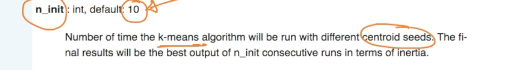 n_init : int, default: 10
Number of time the k-means algorithm will be run with different centroid seeds. The fi-
nal results will be the best output of n_init consecutive runs in terms of inertia.